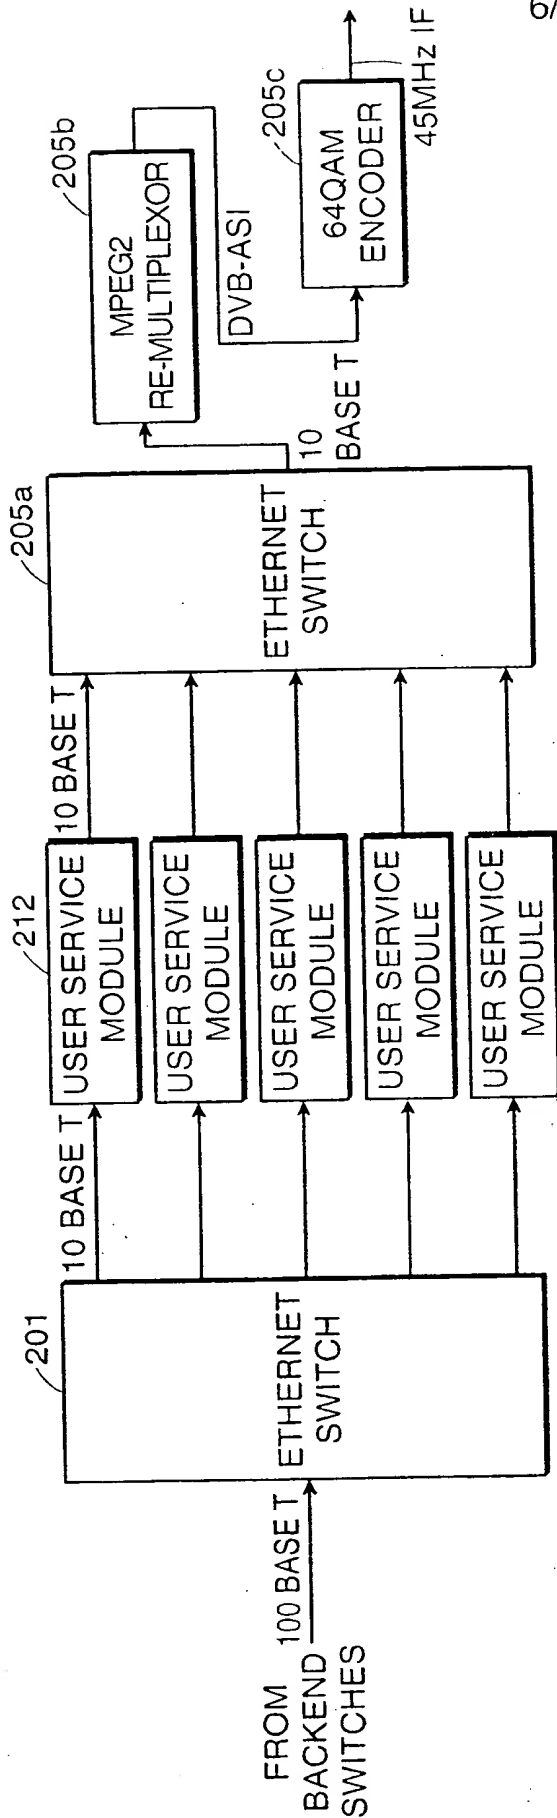 FROM
BACKEND
SWITCHES
100 BASE T
201
ETHERNET
SWITCH
10 BASE T
212
USER SERVICE
MODULE
USER SERVICE
MODULE
USER SERVICE
MODULE
USER SERVICE
MODULE
USER SERVICE
MODULE
10 BASE T
205a
ETHERNET
SWITCH
10
BASE T
205b
MPEG2
RE-MULTIPLEXOR
DVB-ASI
205c
64QAM
ENCODER
45MHz IF
6/